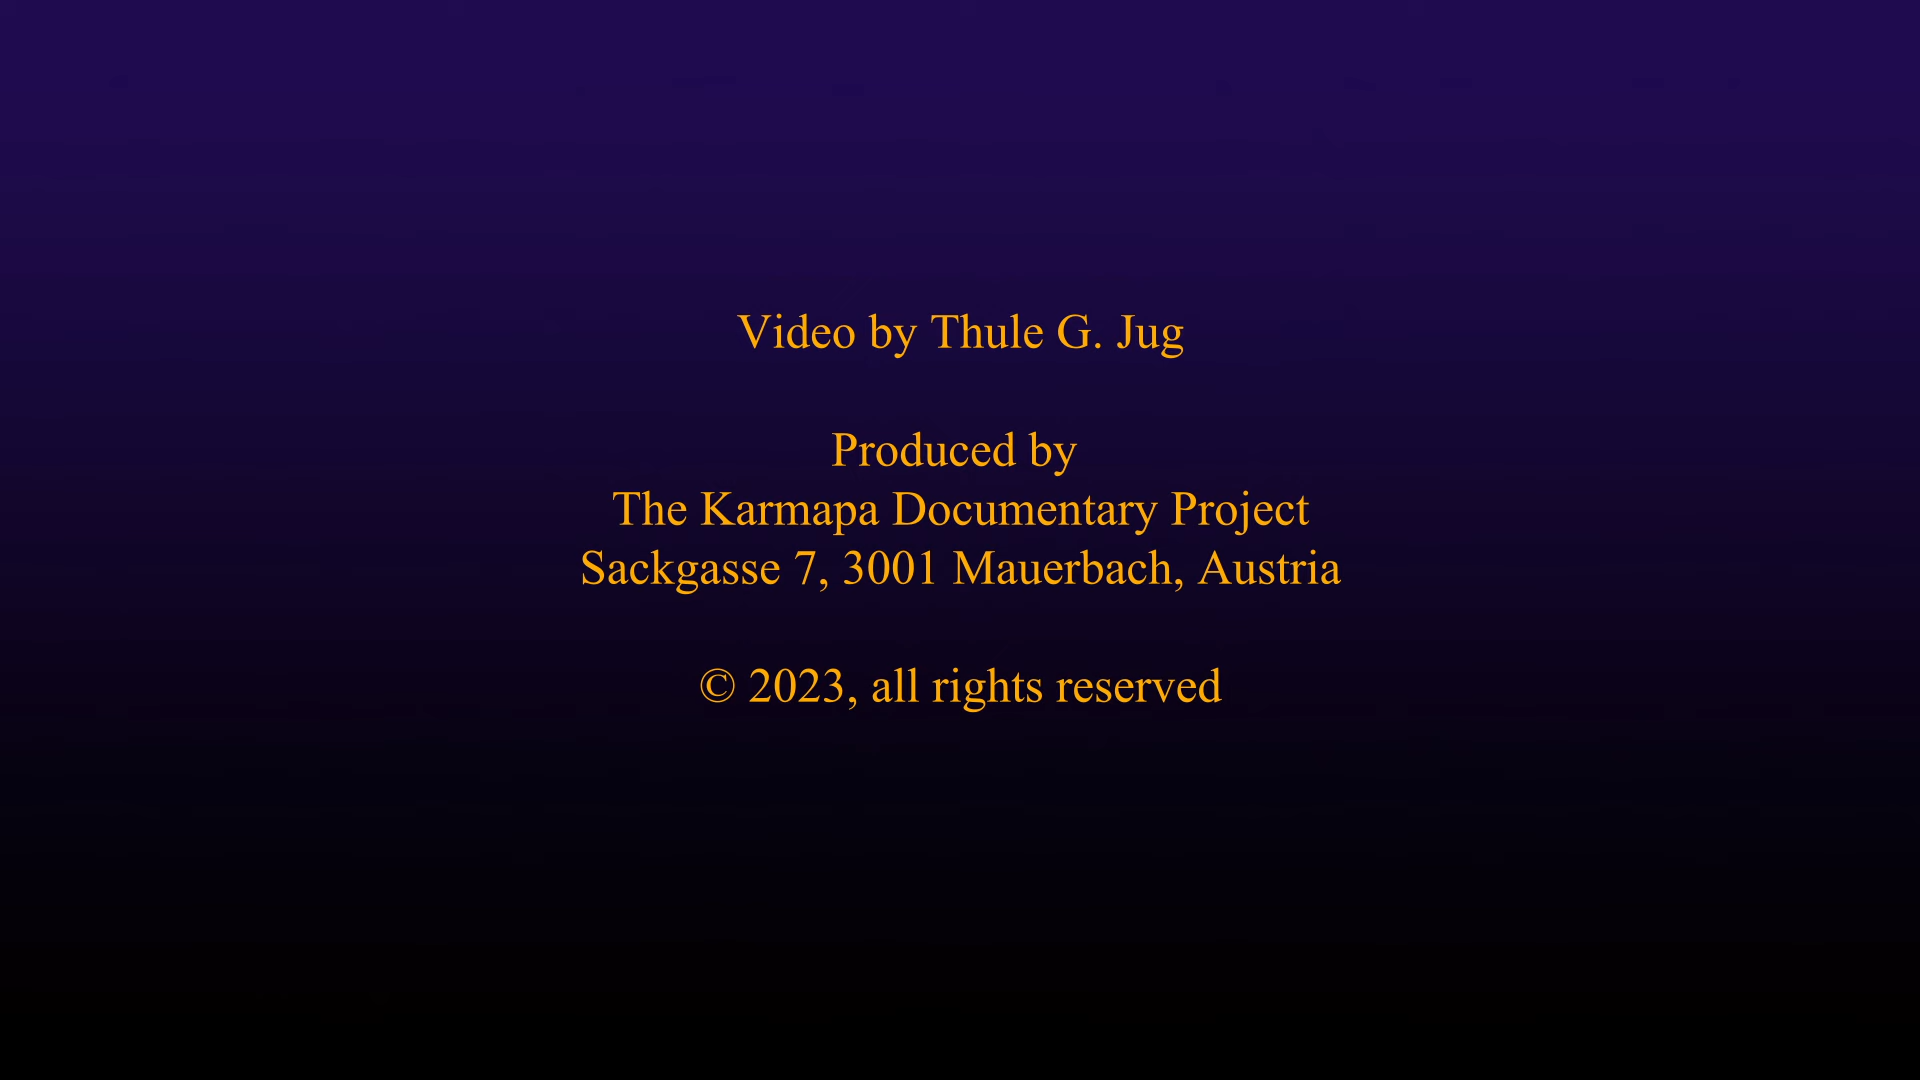 Video by Thule G. Jug
Produced by
The Karmapa Documentary Project
Sackgasse 7, 3001 Mauerbach, Austria
© 2023, all rights reserved